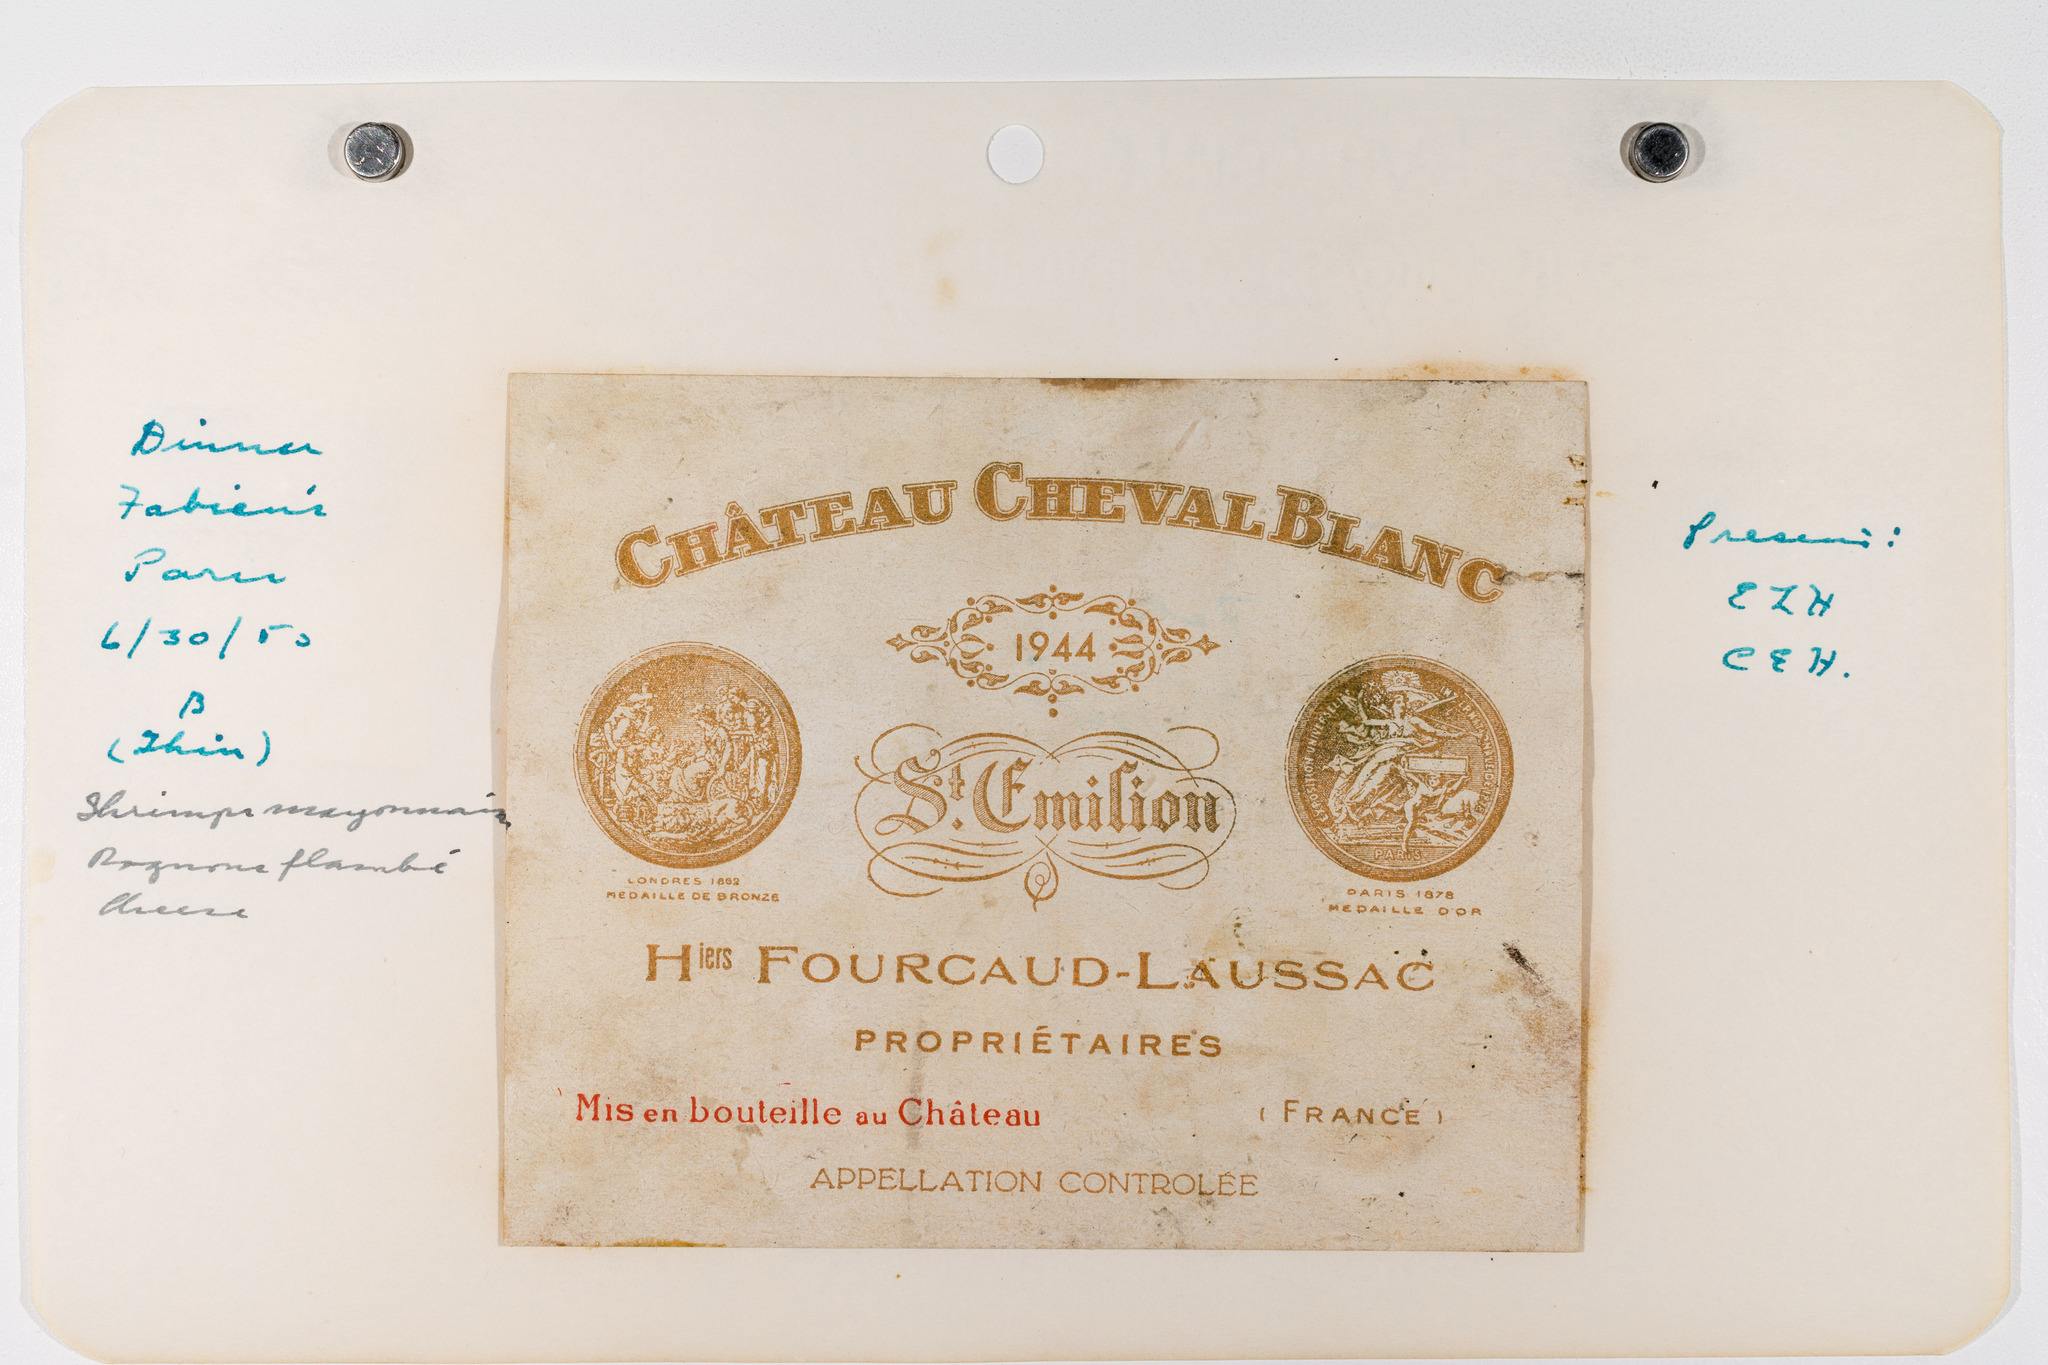 Dinner
Fabien's
Paris
6/30/50
B
(Thin)
Shrimps mayonnaise
Rognons flambé
Cheese
CHÂTEAU CHEVAL BLANC
1944
St. Emilion
PARIS
LONDRES 1862
MEDAILLE DE BRONZE
PARIS 1878
MEDAILLE D'OR
Hiers FOURCAUD-LAUSSAC
PROPRIÉTAIRES
Mis en bouteille au Château
(FRANCE)
APPELLATION CONTROLÉE
Present:
EZH
CEH.